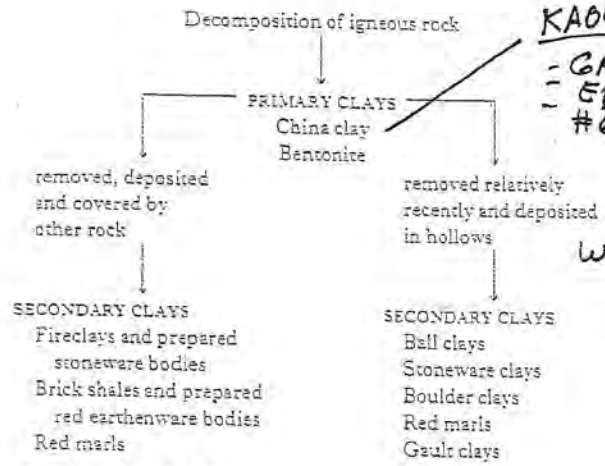 Decomposition of igneous rock
PRIMARY CLAYS
China clay
Bentonite
removed, deposited
and covered by
other rock
removed relatively
recently and deposited
in hollows
SECONDARY CLAYS
Fireclays and prepared
stoneware bodies
Brick shales and prepared
red earthenware bodies
Red marls
SECONDARY CLAYS
Ball clays
Stoneware clays
Boulder clays
Red marls
Gault clays